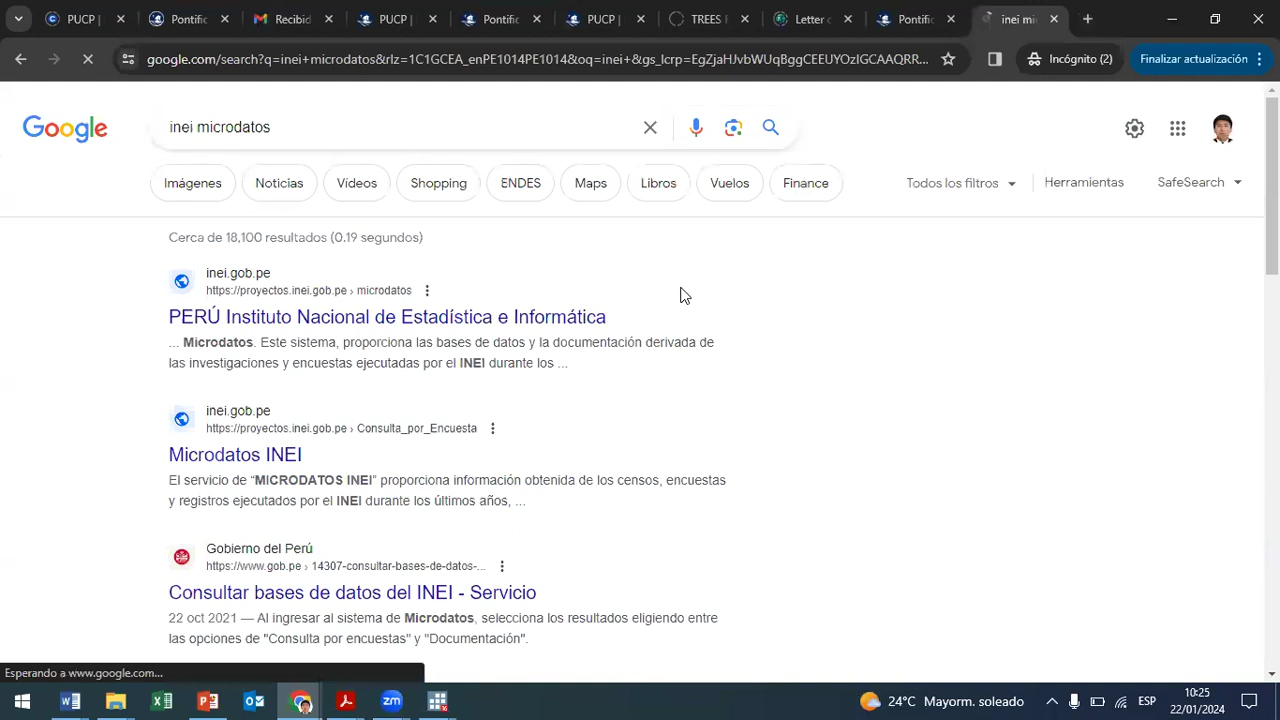 PUCP |
Pontific
Recibid
PUCP |
Pontific
PUCP |
TREES F
Letter c
Pontific
inei mic
google.com/search?q=inei+microdatos&rlz=1C1GCEA_enPE1014PE1014&oq=inei+&gs_lcrp=EgZjaHJvbWUqBggCEEUYOzIGCAAQRR...
Incógnito (2)
Finalizar actualización
Google
inei microdatos
Imágenes
Noticias
Vídeos
Shopping
ENDES
Maps
Libros
Vuelos
Finance
Todos los filtros
Herramientas
SafeSearch
Cerca de 18,100 resultados (0.19 segundos)
inei.gob.pe
https://proyectos.inei.gob.pe › microdatos
PERÚ Instituto Nacional de Estadística e Informática
... Microdatos. Este sistema, proporciona las bases de datos y la documentación derivada de
las investigaciones y encuestas ejecutadas por el INEI durante los ...
inei.gob.pe
https://proyectos.inei.gob.pe › Consulta_por_Encuesta
Microdatos INEI
El servicio de “MICRODATOS INEI” proporciona información obtenida de los censos, encuestas
y registros ejecutados por el INEI durante los últimos años, ...
Gobierno del Perú
https://www.gob.pe › 14307-consultar-bases-de-datos-...
Consultar bases de datos del INEI - Servicio
22 oct 2021 — Al ingresar al sistema de Microdatos, selecciona los resultados eligiendo entre
las opciones de "Consulta por encuestas" y "Documentación".
Esperando a www.google.com...
24°C Mayorm. soleado
ESP
10:25
22/01/2024